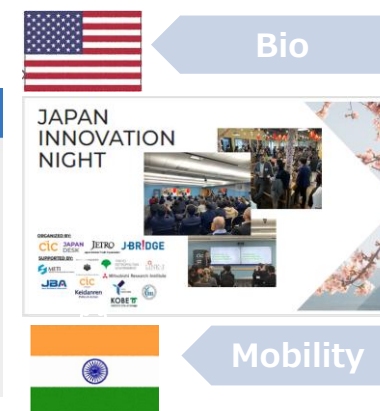 Bio
JAPAN
INNOVATION
NIGHT
ORGANIZED BY:
CIC JAPAN DESK JETRO J-BRIDGE
SUPPORTED BY:
METI
Mitsubishi Research Institute
JBA CIC Keidanren KOBE
Mobility